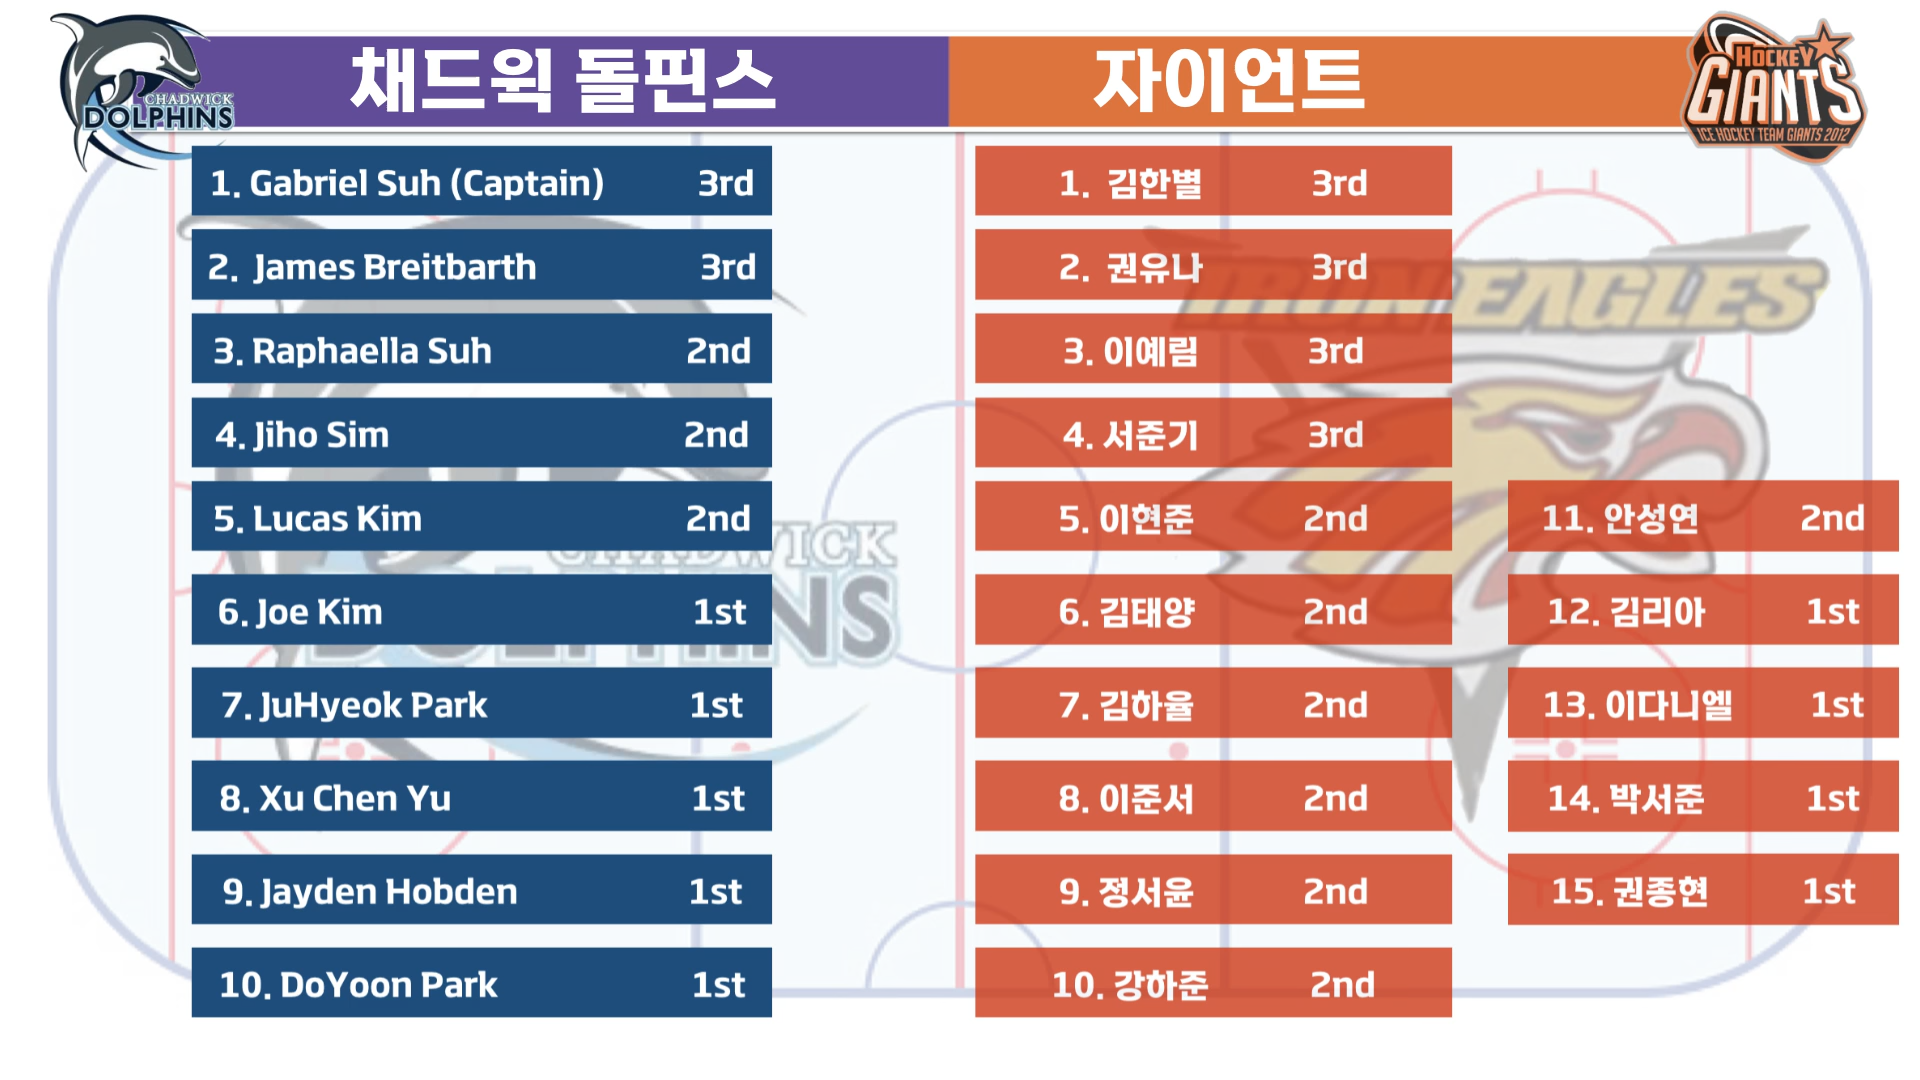 채드윅 돌핀스
자이언트
CHADWICK
DOLPHINS
HOCKEY
GIANTS
ICE HOCKEY TEAM GIANTS 2012
1. Gabriel Suh (Captain) 3rd
2. James Breitbarth 3rd
3. Raphaella Suh 2nd
4. Jiho Sim 2nd
5. Lucas Kim 2nd
6. Joe Kim 1st
7. JuHyeok Park 1st
8. Xu Chen Yu 1st
9. Jayden Hobden 1st
10. DoYoon Park 1st
1. 김한별 3rd
2. 권유나 3rd
3. 이예림 3rd
4. 서준기 3rd
5. 이현준 2nd
6. 김태양 2nd
7. 김하율 2nd
8. 이준서 2nd
9. 정서윤 2nd
10. 강하준 2nd
11. 안성연 2nd
12. 김리아 1st
13. 이다니엘 1st
14. 박서준 1st
15. 권종현 1st
IRON EAGLES
CHADWICK
DOLPHINS